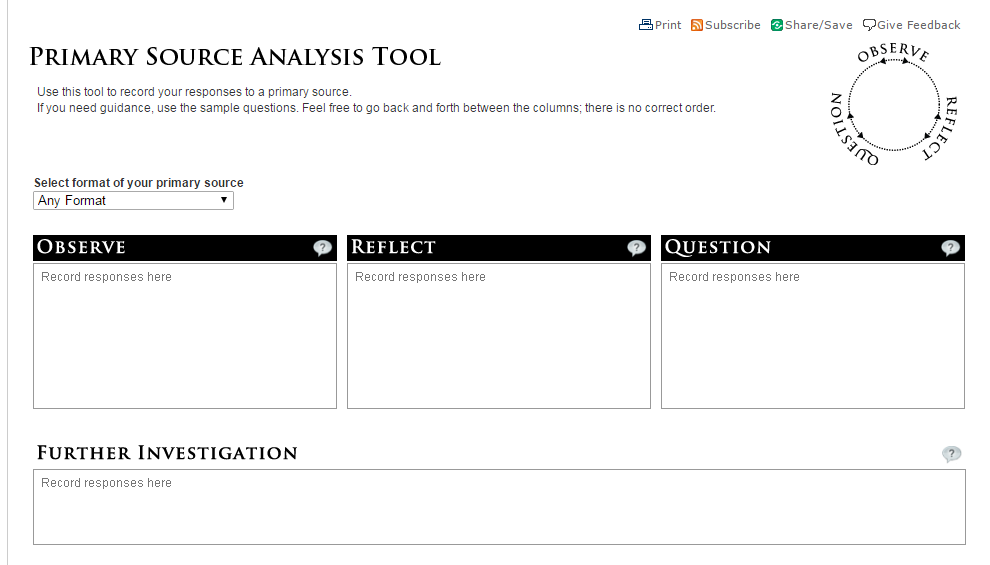 Print Subscribe Share/Save Give Feedback
PRIMARY SOURCE ANALYSIS TOOL
Use this tool to record your responses to a primary source.
If you need guidance, use the sample questions. Feel free to go back and forth between the columns; there is no correct order.
OBSERVE
REFLECT
QUESTION
Select format of your primary source
Any Format
OBSERVE ?
Record responses here
REFLECT ?
Record responses here
QUESTION ?
Record responses here
FURTHER INVESTIGATION ?
Record responses here